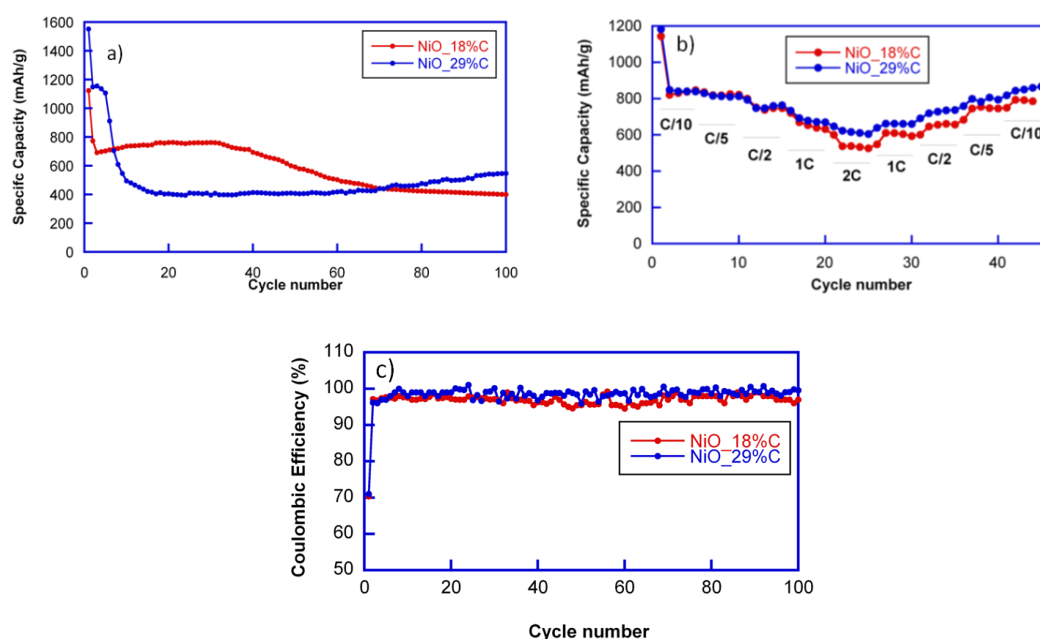 a)
NiO_18%C
NiO_29%C
Specific Capacity (mAh/g)
1600
1400
1200
1000
800
600
400
200
0
0 20 40 60 80 100
Cycle number
b)
NiO_18%C
NiO_29%C
Specific Capacity (mAh/g)
1200
1000
800
600
400
200
0
C/10
C/5
C/2
1C
2C
1C
C/2
C/5
C/10
0 10 20 30 40
Cycle number
c)
NiO_18%C
NiO_29%C
Coulombic Efficiency (%)
110
100
90
80
70
60
50
0 20 40 60 80 100
Cycle number